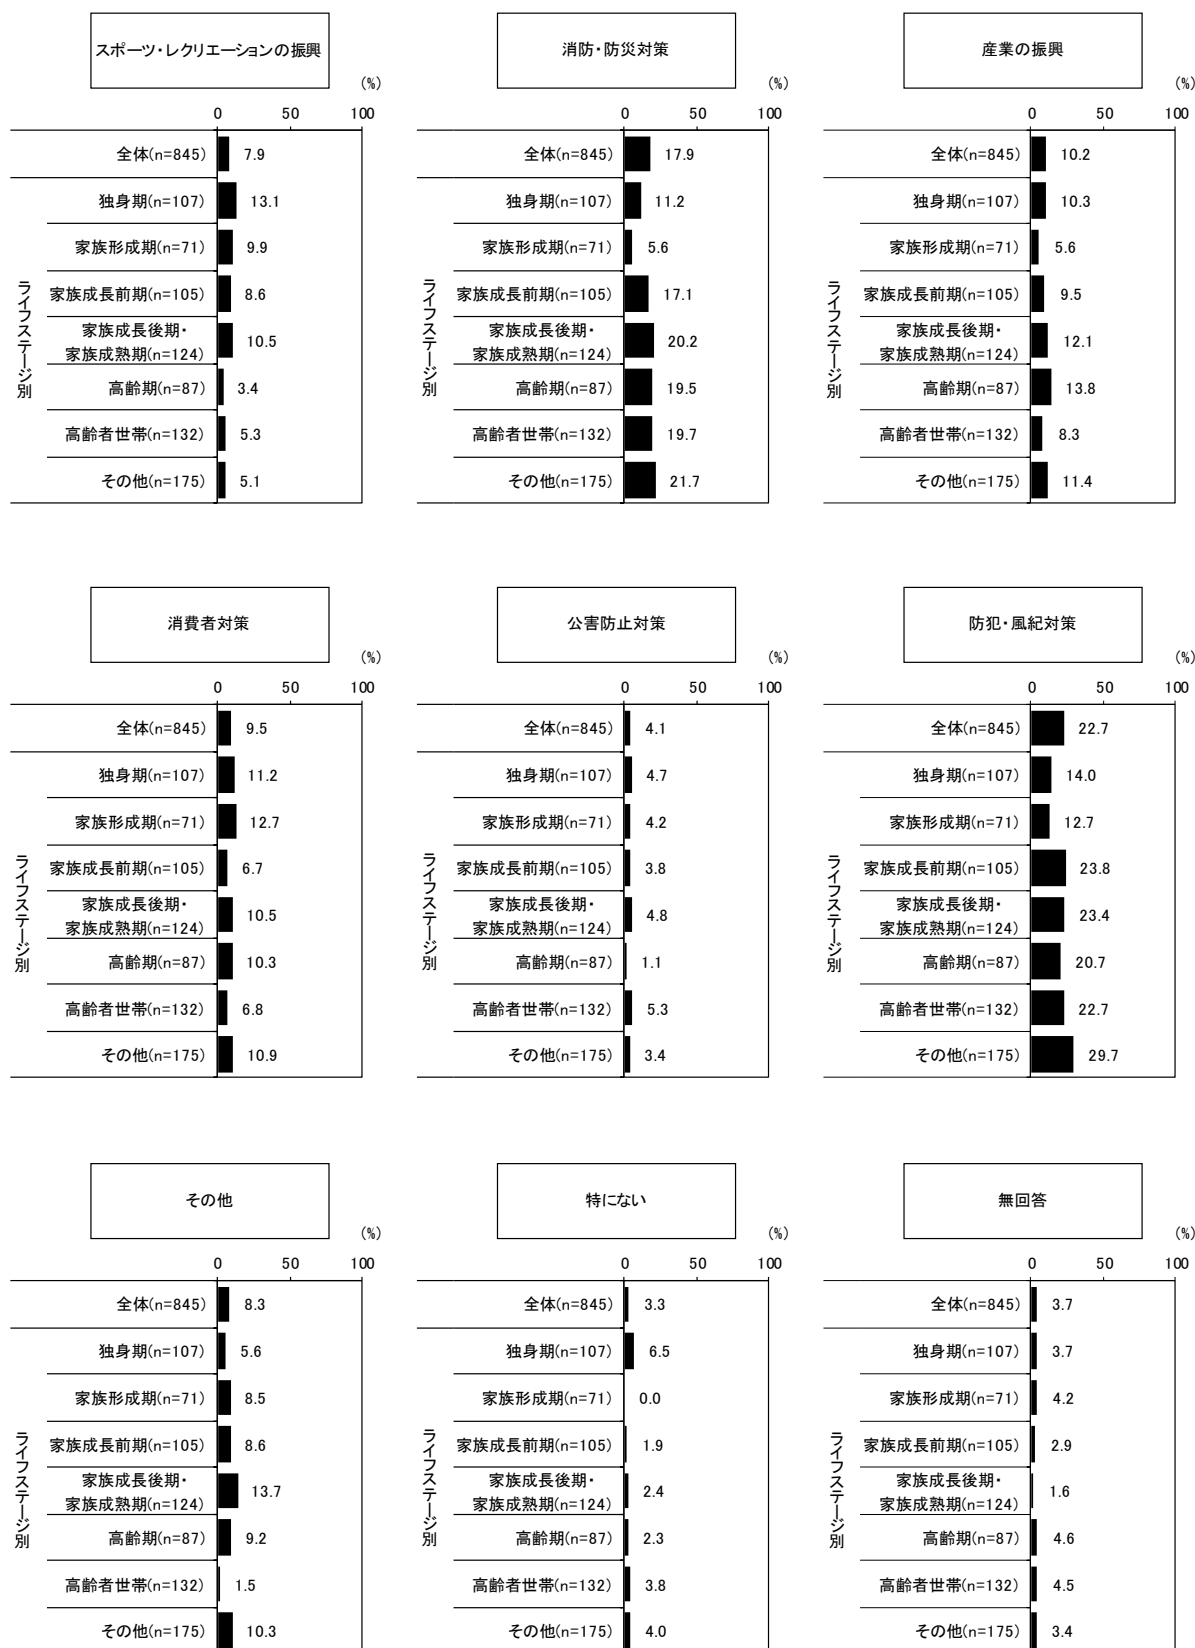 スポーツ・レクリエーションの振興
(%)
0 50 100
全体(n=845) 7.9
独身期(n=107) 13.1
家族形成期(n=71) 9.9
家族成長前期(n=105) 8.6
家族成長後期・
家族成熟期(n=124) 10.5
高齢期(n=87) 3.4
高齢者世帯(n=132) 5.3
その他(n=175) 5.1
ライフステージ別
消防・防災対策
(%)
0 50 100
全体(n=845) 17.9
独身期(n=107) 11.2
家族形成期(n=71) 5.6
家族成長前期(n=105) 17.1
家族成長後期・
家族成熟期(n=124) 20.2
高齢期(n=87) 19.5
高齢者世帯(n=132) 19.7
その他(n=175) 21.7
ライフステージ別
産業の振興
(%)
0 50 100
全体(n=845) 10.2
独身期(n=107) 10.3
家族形成期(n=71) 5.6
家族成長前期(n=105) 9.5
家族成長後期・
家族成熟期(n=124) 12.1
高齢期(n=87) 13.8
高齢者世帯(n=132) 8.3
その他(n=175) 11.4
ライフステージ別
消費者対策
(%)
0 50 100
全体(n=845) 9.5
独身期(n=107) 11.2
家族形成期(n=71) 12.7
家族成長前期(n=105) 6.7
家族成長後期・
家族成熟期(n=124) 10.5
高齢期(n=87) 10.3
高齢者世帯(n=132) 6.8
その他(n=175) 10.9
ライフステージ別
公害防止対策
(%)
0 50 100
全体(n=845) 4.1
独身期(n=107) 4.7
家族形成期(n=71) 4.2
家族成長前期(n=105) 3.8
家族成長後期・
家族成熟期(n=124) 4.8
高齢期(n=87) 1.1
高齢者世帯(n=132) 5.3
その他(n=175) 3.4
ライフステージ別
防犯・風紀対策
(%)
0 50 100
全体(n=845) 22.7
独身期(n=107) 14.0
家族形成期(n=71) 12.7
家族成長前期(n=105) 23.8
家族成長後期・
家族成熟期(n=124) 23.4
高齢期(n=87) 20.7
高齢者世帯(n=132) 22.7
その他(n=175) 29.7
ライフステージ別
その他
(%)
0 50 100
全体(n=845) 8.3
独身期(n=107) 5.6
家族形成期(n=71) 8.5
家族成長前期(n=105) 8.6
家族成長後期・
家族成熟期(n=124) 13.7
高齢期(n=87) 9.2
高齢者世帯(n=132) 1.5
その他(n=175) 10.3
ライフステージ別
特にない
(%)
0 50 100
全体(n=845) 3.3
独身期(n=107) 6.5
家族形成期(n=71) 0.0
家族成長前期(n=105) 1.9
家族成長後期・
家族成熟期(n=124) 2.4
高齢期(n=87) 2.3
高齢者世帯(n=132) 3.8
その他(n=175) 4.0
ライフステージ別
無回答
(%)
0 50 100
全体(n=845) 3.7
独身期(n=107) 3.7
家族形成期(n=71) 4.2
家族成長前期(n=105) 2.9
家族成長後期・
家族成熟期(n=124) 1.6
高齢期(n=87) 4.6
高齢者世帯(n=132) 4.5
その他(n=175) 3.4
ライフステージ別